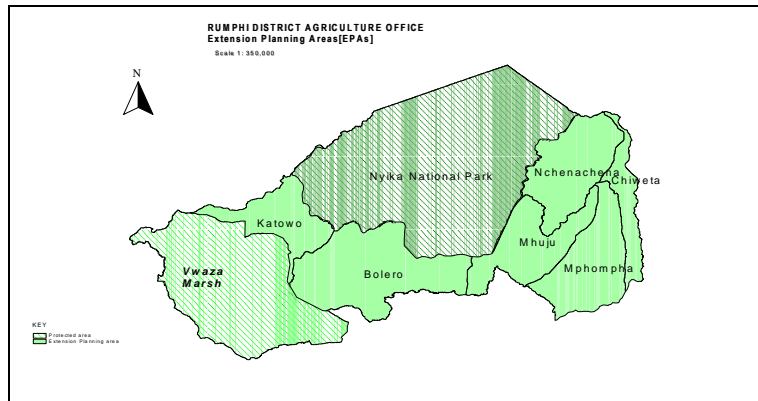 RUMPHI DISTRICT AGRICULTURE OFFICE
Extension Planning Areas[EPAs]
Scale 1: 350,000
N
Nyika National Park
Nchenachena
Chiweta
Katowo
Mhuju
Vwaza
Marsh
Bolero
Mphompha
KEY
Protected area
Extension Planning area